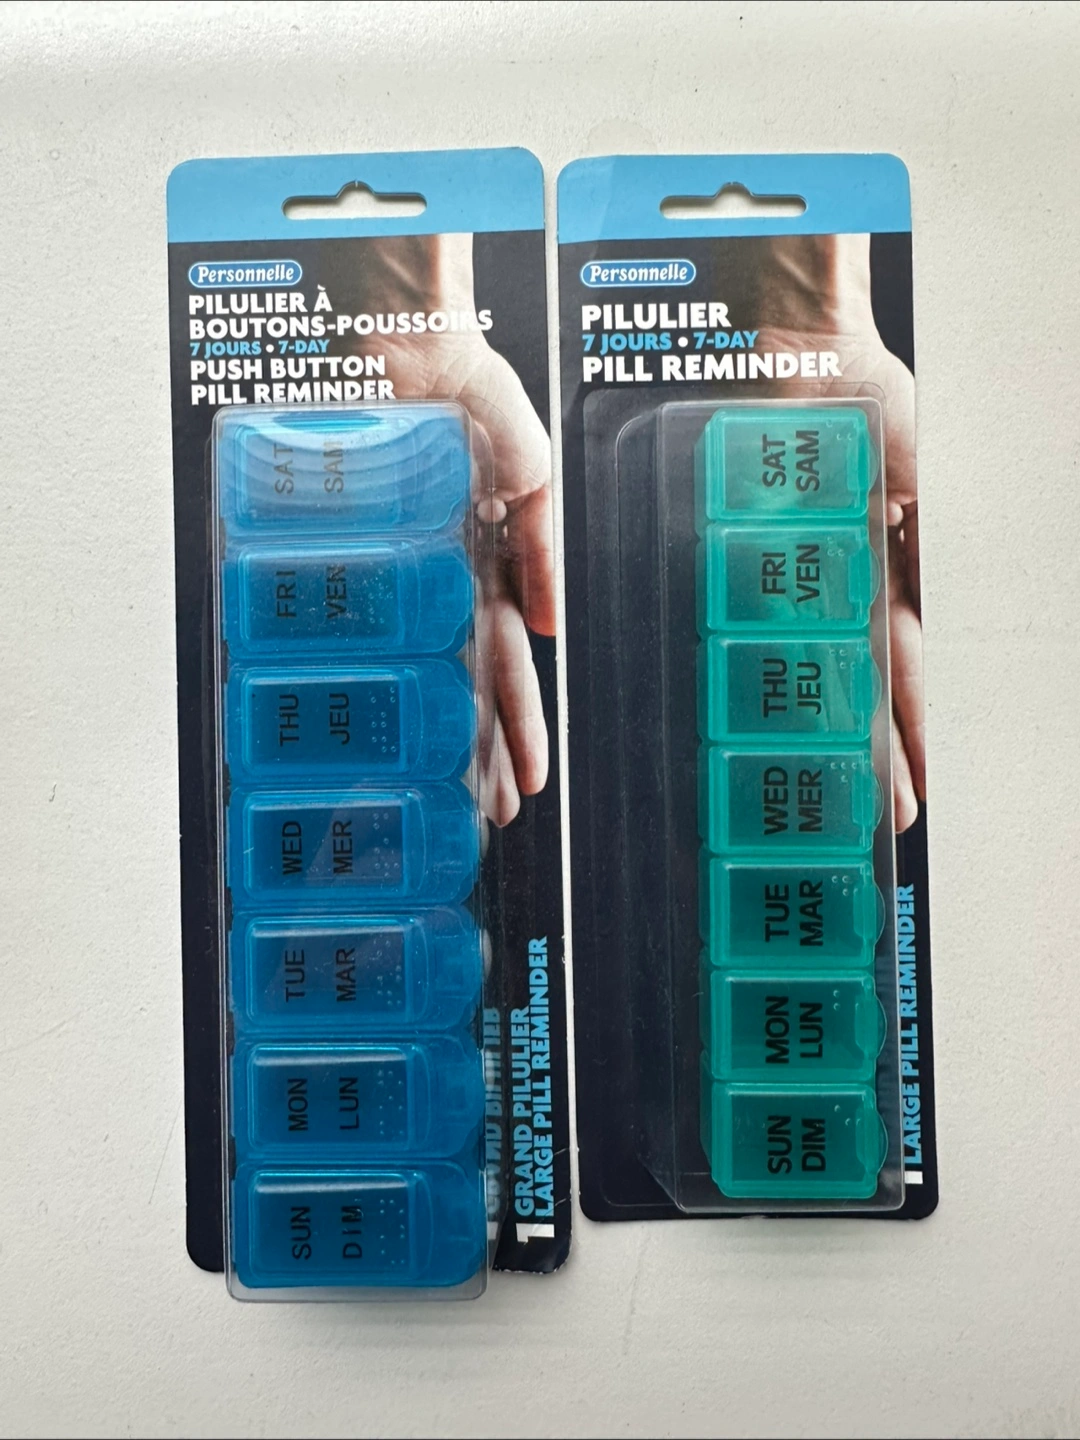 Personnelle
PILULIER À
BOUTONS-POUSSOIRS
7 JOURS • 7-DAY
PUSH BUTTON
PILL REMINDER
SAT
SAM
FRI
VEN
THU
JEU
WED
MER
TUE
MAR
MON
LUN
SUN
DIM
1 GRAND PILULIER
LARGE PILL REMINDER
Personnelle
PILULIER
7 JOURS • 7-DAY
PILL REMINDER
SAT
SAM
FRI
VEN
THU
JEU
WED
MER
TUE
MAR
MON
LUN
SUN
DIM
LARGE PILL REMINDER